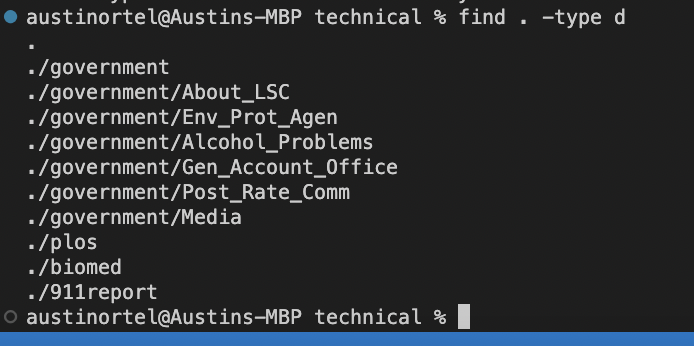 austinortel@Austins-MBP technical % find . -type d
.
./government
./government/About_LSC
./government/Env_Prot_Agen
./government/Alcohol_Problems
./government/Gen_Account_Office
./government/Post_Rate_Comm
./government/Media
./plos
./biomed
./911report
austinortel@Austins-MBP technical %